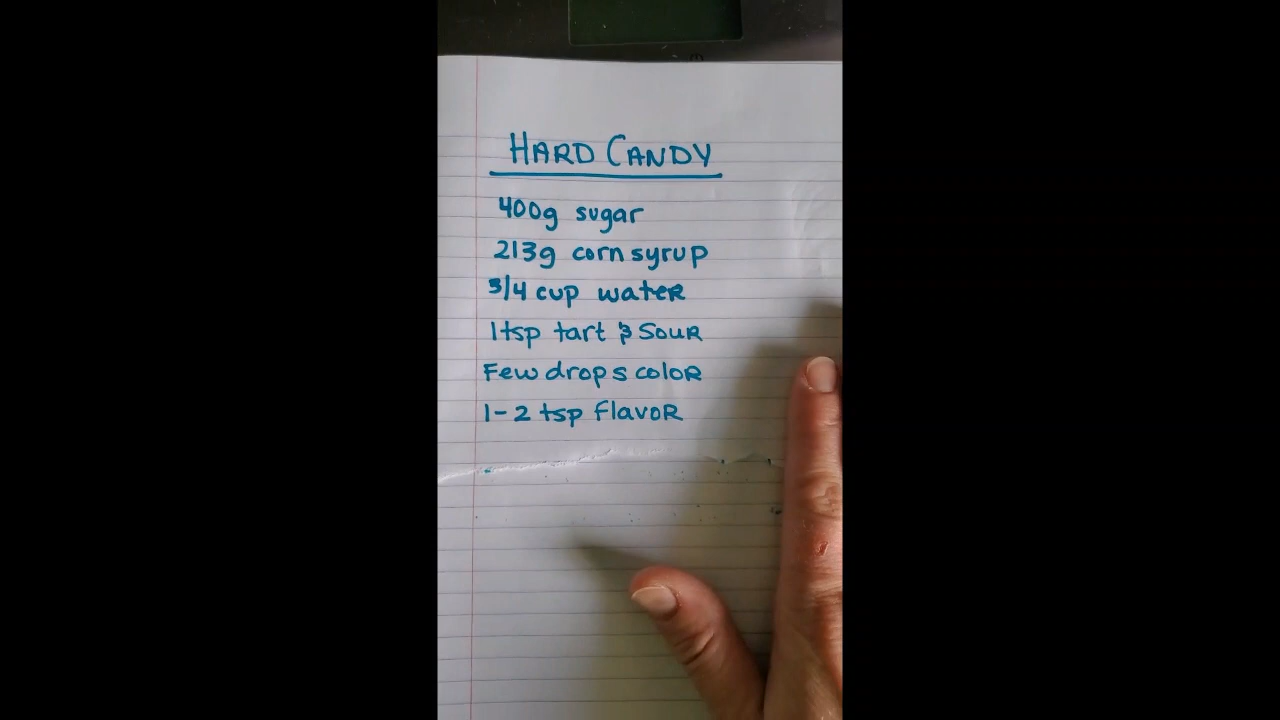 HARD CANDY
400g sugar
213g corn syrup
3/4 cup water
1tsp tart & Sour
Few drops color
1-2 tsp flavor